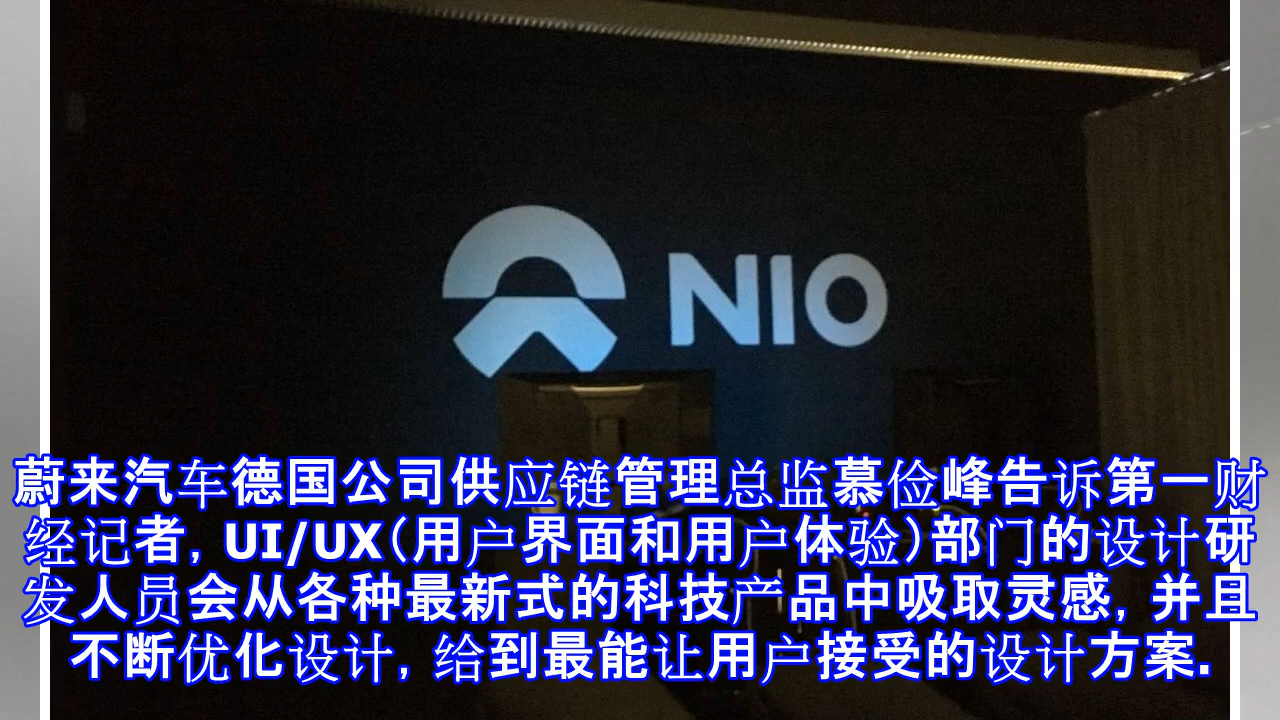 NIO
蔚来汽车德国公司供应链管理总监慕俭峰告诉第一财
经记者,UI/UX(用户界面和用户体验)部门的设计研
发人员会从各种最新式的科技产品中吸取灵感,并且
不断优化设计,给到最能让用户接受的设计方案.